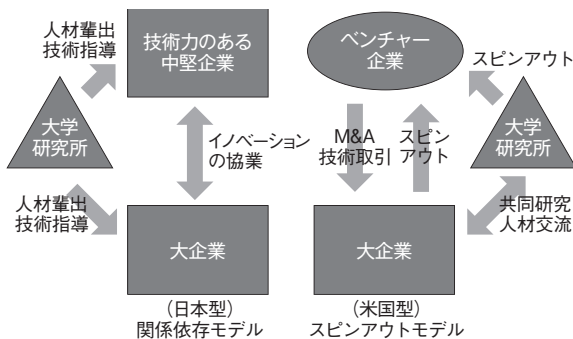 人材輩出
技術指導
技術力のある
中堅企業
大学
研究所
イノベーション
の協業
人材輩出
技術指導
大企業
（日本型）
関係依存モデル
ベンチャー
企業
スピンアウト
大学
研究所
M&A
技術取引
スピン
アウト
共同研究
人材交流
大企業
（米国型）
スピンアウトモデル